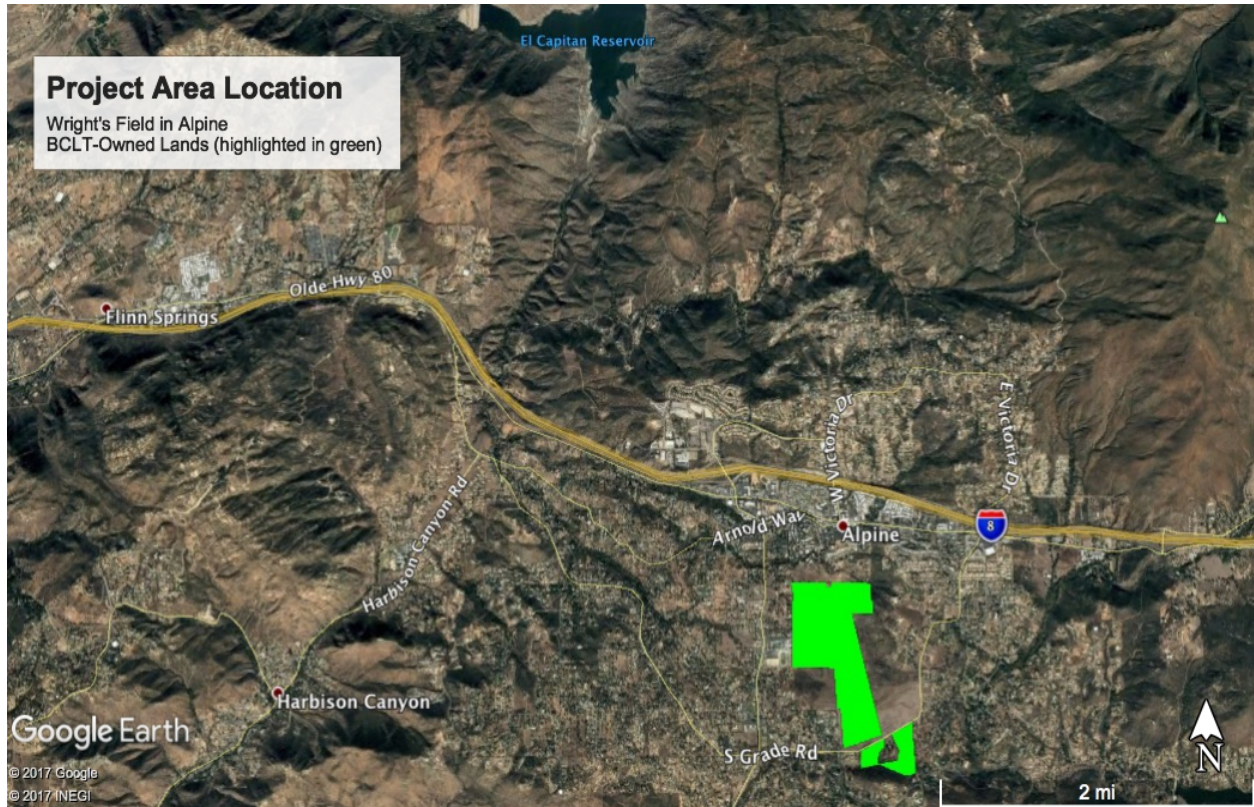 El Capitan Reservoir
Project Area Location
Wright's Field in Alpine
BCLT-Owned Lands (highlighted in green)
Olde Hwy 80
Flinn Springs
W Victoria Dr
E Victoria Dr
Harbison Canyon Rd
Arnold Way
Alpine
8
Harbison Canyon
Google Earth
S Grade Rd
N
© 2017 Google
© 2017 INEGI
2 mi